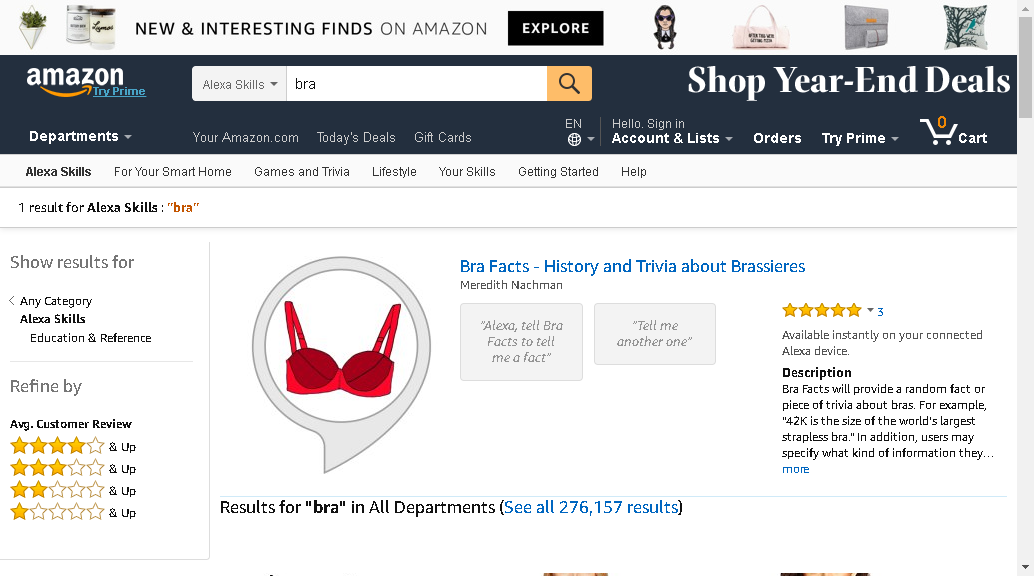 NEW & INTERESTING FINDS ON AMAZON
EXPLORE
amazon
Try Prime
Alexa Skills
bra
Shop Year-End Deals
Departments
Your Amazon.com
Today's Deals
Gift Cards
EN
Hello. Sign in
Account & Lists
Orders
Try Prime
0
Cart
Alexa Skills
For Your Smart Home
Games and Trivia
Lifestyle
Your Skills
Getting Started
Help
1 result for Alexa Skills : "bra"
Show results for
Any Category
Alexa Skills
Education & Reference
Refine by
Avg. Customer Review
& Up
& Up
& Up
& Up
Bra Facts - History and Trivia about Brassieres
Meredith Nachman
"Alexa, tell Bra
Facts to tell
me a fact"
"Tell me
another one"
3
Available instantly on your connected
Alexa device.
Description
Bra Facts will provide a random fact or
piece of trivia about bras. For example,
"42K is the size of the world's largest
strapless bra." In addition, users may
specify what kind of information they…
more
Results for "bra" in All Departments (See all 276,157 results)